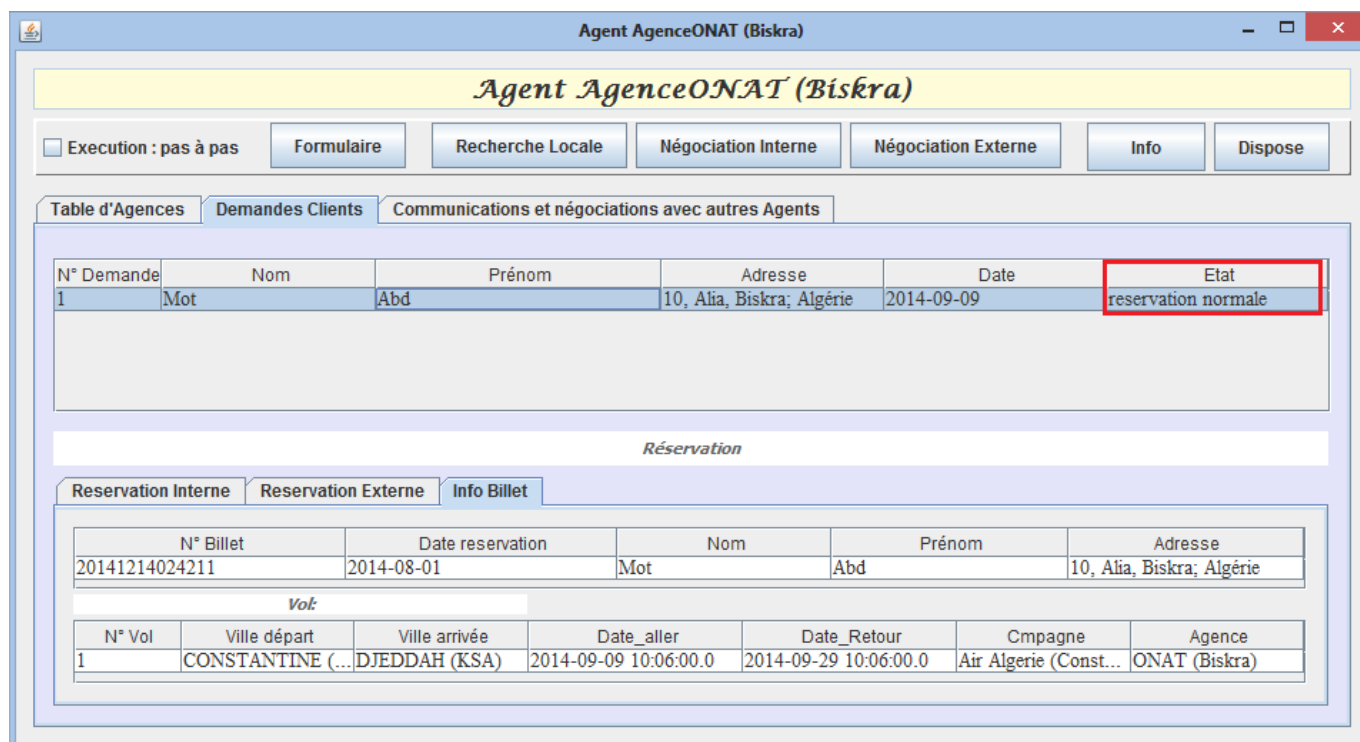 Agent AgenceONAT (Biskra)
Agent AgenceONAT (Biskra)
Execution : pas à pas Formulaire Recherche Locale Négociation Interne Négociation Externe Info Dispose
Table d'Agences Demandes Clients Communications et négociations avec autres Agents
N° Demande Nom Prénom Adresse Date Etat
1 Mot Abd 10, Alia, Biskra; Algérie 2014-09-09 reservation normale
Réservation
Reservation Interne Reservation Externe Info Billet
N° Billet Date reservation Nom Prénom Adresse
20141214024211 2014-08-01 Mot Abd 10, Alia, Biskra; Algérie
Vol:
N° Vol Ville départ Ville arrivée Date_aller Date_Retour Cmpagne Agence
1 CONSTANTINE (... DJEDDAH (KSA) 2014-09-09 10:06:00.0 2014-09-29 10:06:00.0 Air Algerie (Const... ONAT (Biskra)